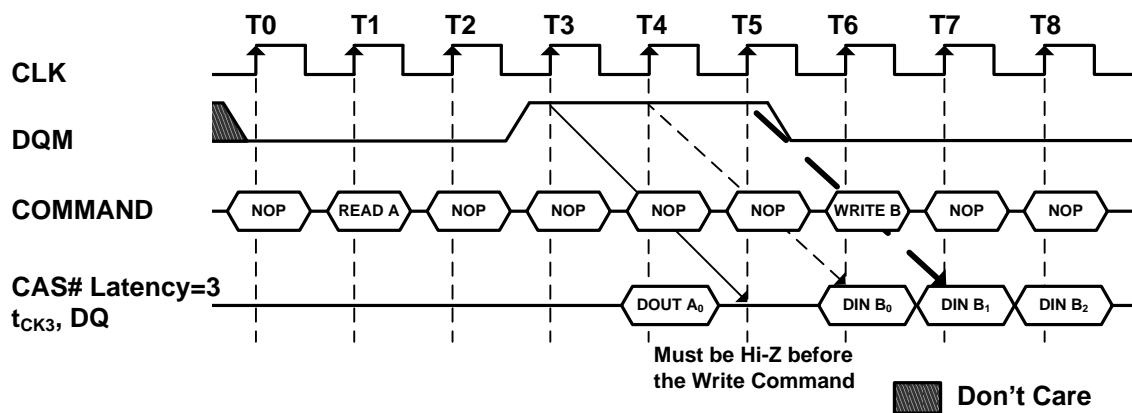 T0 T1 T2 T3 T4 T5 T6 T7 T8
CLK
DQM
COMMAND NOP READ A NOP NOP NOP NOP WRITE B NOP NOP
CAS# Latency=3
tCK3, DQ DOUT A0 DIN B0 DIN B1 DIN B2
Must be Hi-Z before
the Write Command
Don't Care